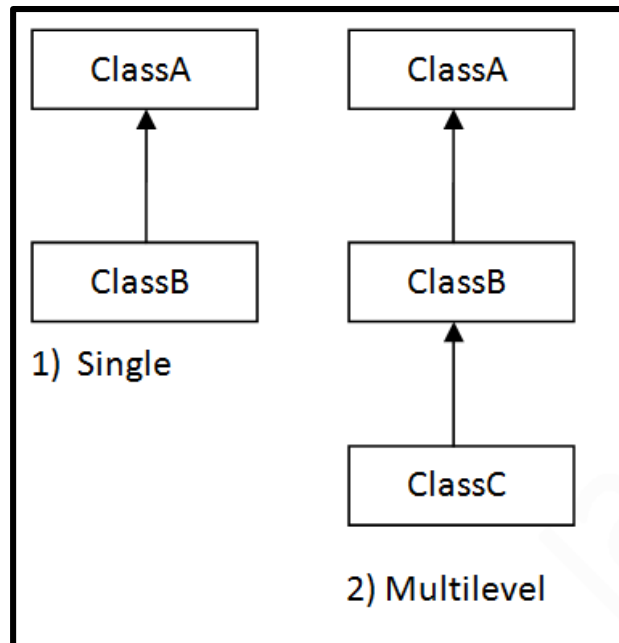 ClassA
ClassB
1) Single
ClassA
ClassB
ClassC
2) Multilevel